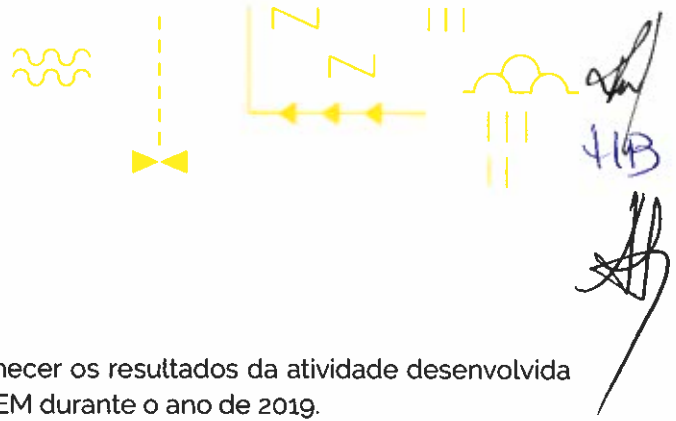 necer os resultados da atividade desenvolvida
EM durante o ano de 2019.